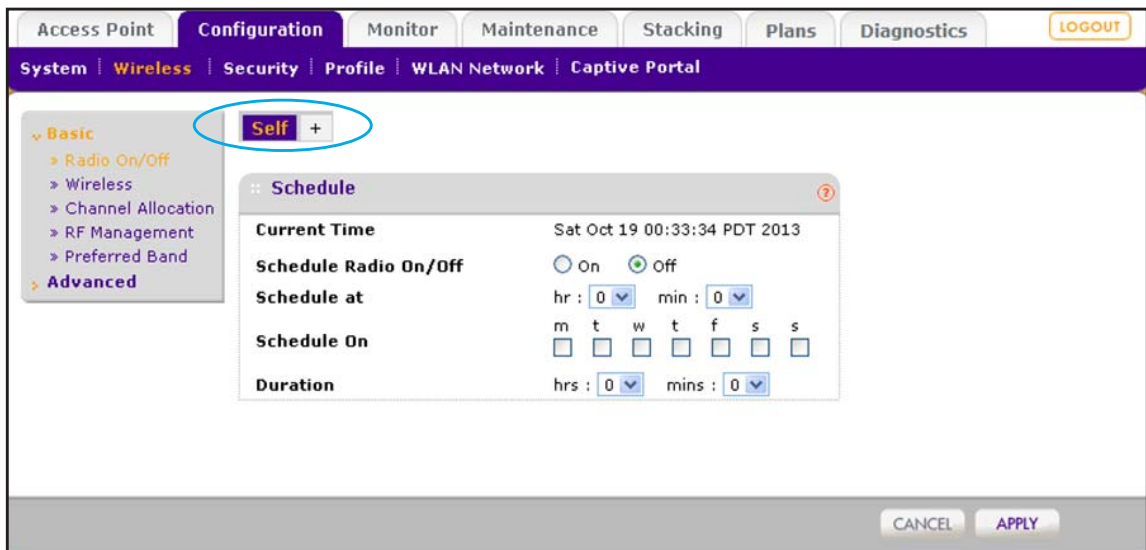 Access Point Configuration Monitor Maintenance Stacking Plans Diagnostics LOGOUT
System Wireless Security Profile WLAN Network Captive Portal
Basic
» Radio On/Off
» Wireless
» Channel Allocation
» RF Management
» Preferred Band
Advanced
Self +
Schedule ?
Current Time Sat Oct 19 00:33:34 PDT 2013
Schedule Radio On/Off On Off
Schedule at hr : 0 min : 0
m t w t f s s
Schedule On
Duration hrs : 0 mins : 0
CANCEL APPLY